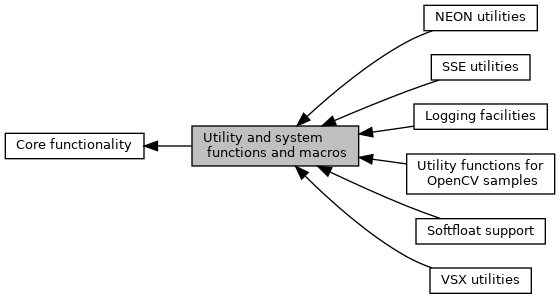 NEON utilities
SSE utilities
Logging facilities
Utility and system
functions and macros
Core functionality
Utility functions for
OpenCV samples
Softfloat support
VSX utilities